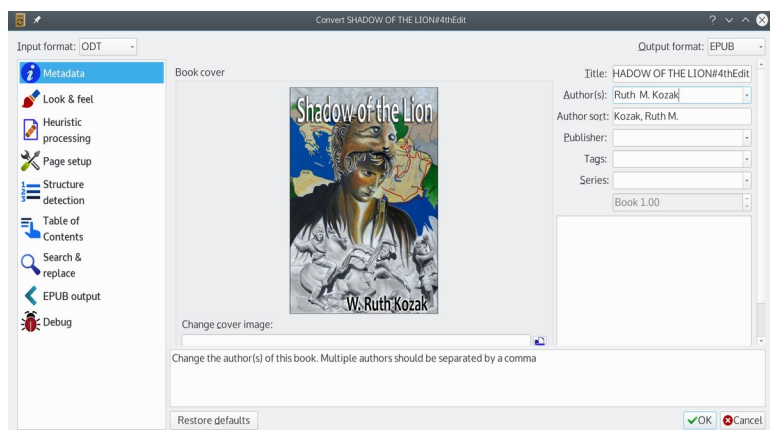 Convert SHADOW OF THE LION#4thEdit
Input format: ODT
Output format: EPUB
Metadata
Look & feel
Heuristic
processing
Page setup
Structure
detection
Table of
Contents
Search &
replace
EPUB output
Debug
Book cover
Shadow of the Lion
W. Ruth Kozak
Change cover image:
Title: HADOW OF THE LION#4thEdit
Author(s): Ruth M. Kozak
Author sort: Kozak, Ruth M.
Publisher:
Tags:
Series:
Book 1.00
Change the author(s) of this book. Multiple authors should be separated by a comma
Restore defaults
OK
Cancel